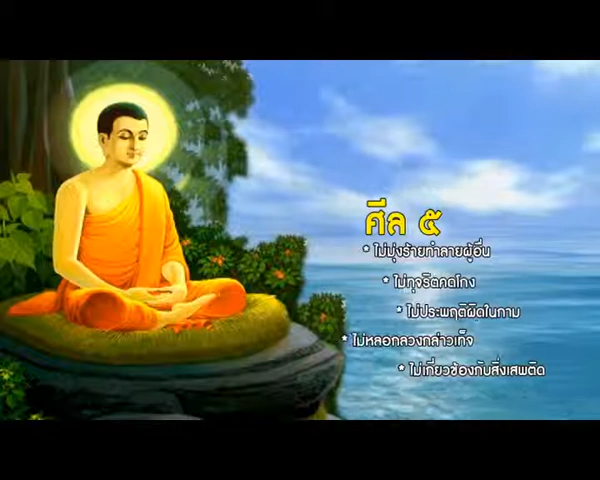 ศีล ๕
* ไม่มุ่งร้ายทำลายผู้อื่น
* ไม่ทุจริตคดโกง
* ไม่ประพฤติผิดในกาม
* ไม่หลอกลวงกล่าวเท็จ
* ไม่เกี่ยวข้องกับสิ่งเสพติด